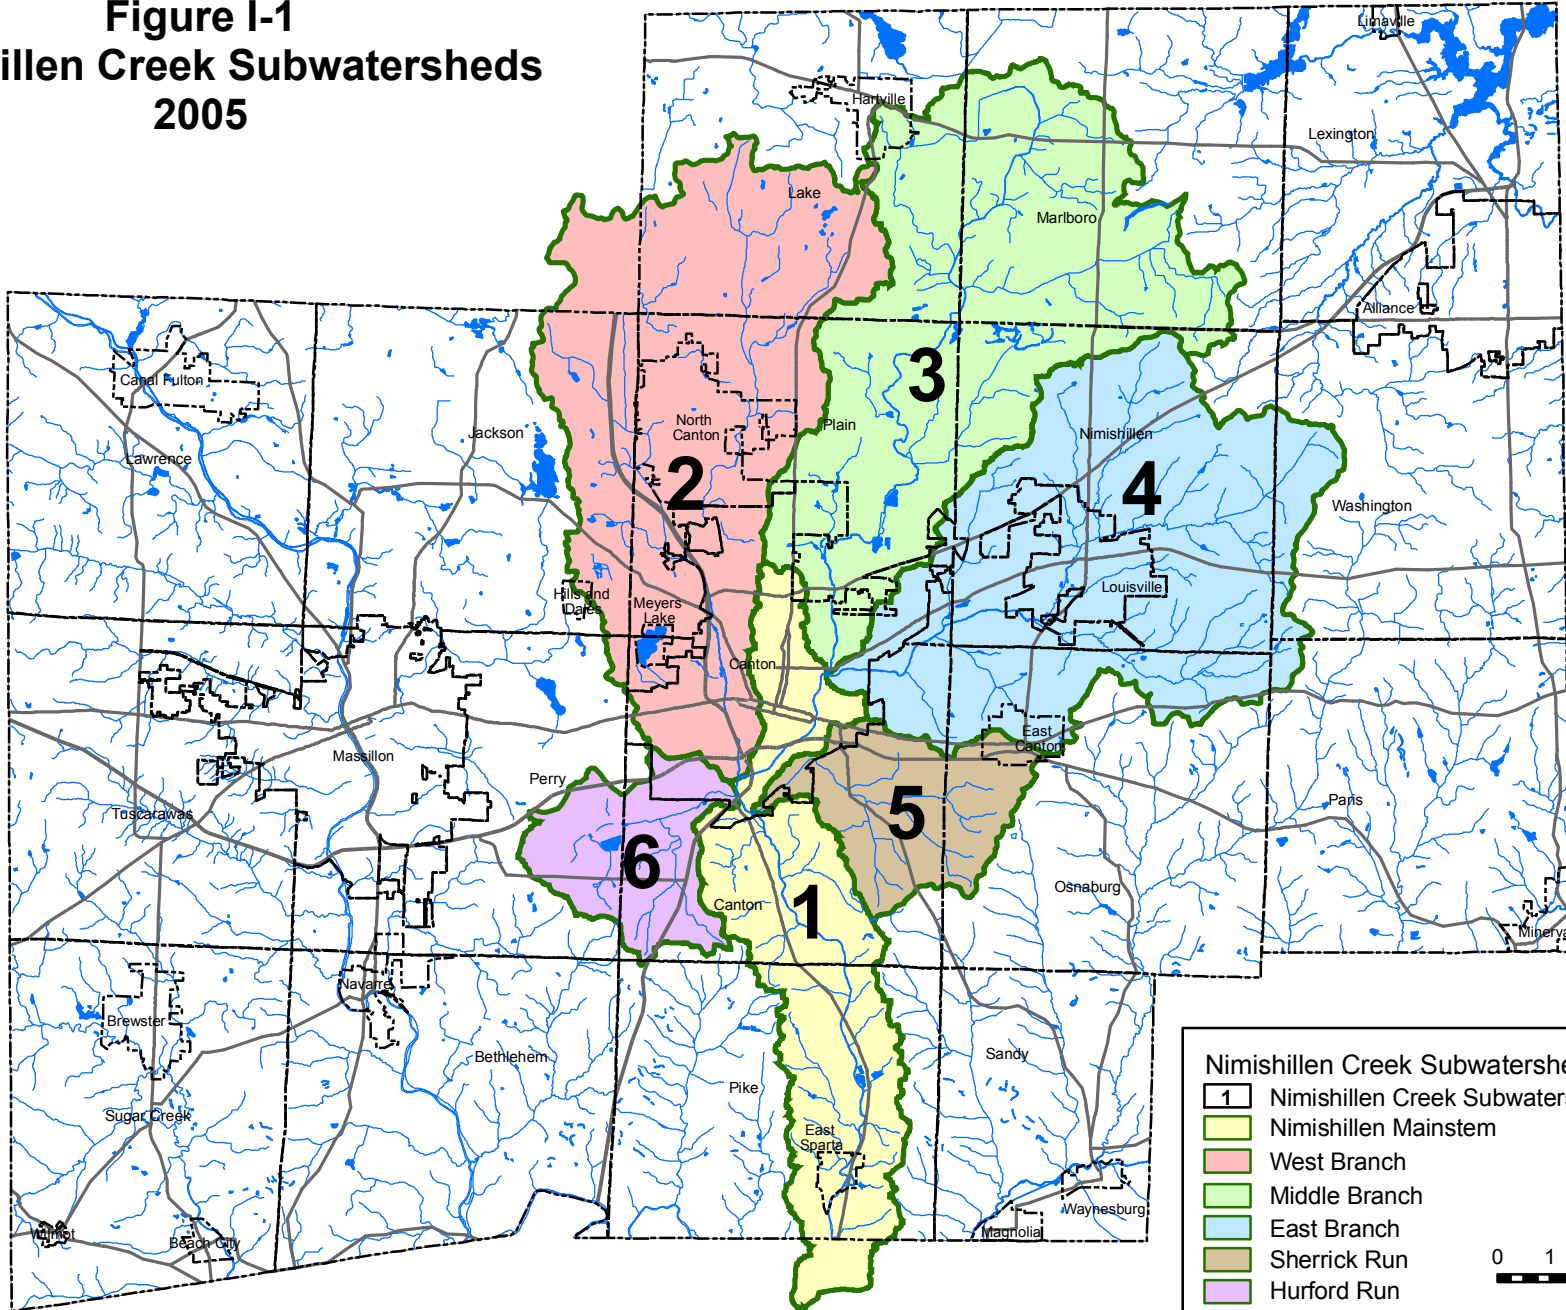 Figure I-1
illen Creek Subwatersheds
2005
Limaville
Hartville
Lexington
Lake
Marlboro
Alliance
Canal Fulton
3
Jackson
North
Canton
Plain
Nimishillen
Lawrence
2
4
Washington
Hills and
Dales
Meyers
Lake
Louisville
Canton
Massillon
East
Canton
Perry
Tuscarawas
Paris
5
6
Osnaburg
Canton
1
Minerva
Navarre
Brewster
Bethlehem
Sandy
Pike
Sugar Creek
East
Sparta
Waynesburg
Magnolia
Wilmot
Beach City
Nimishillen Creek Subwatershe
1 Nimishillen Creek Subwaters
Nimishillen Mainstem
West Branch
Middle Branch
East Branch
Sherrick Run
Hurford Run
0 1